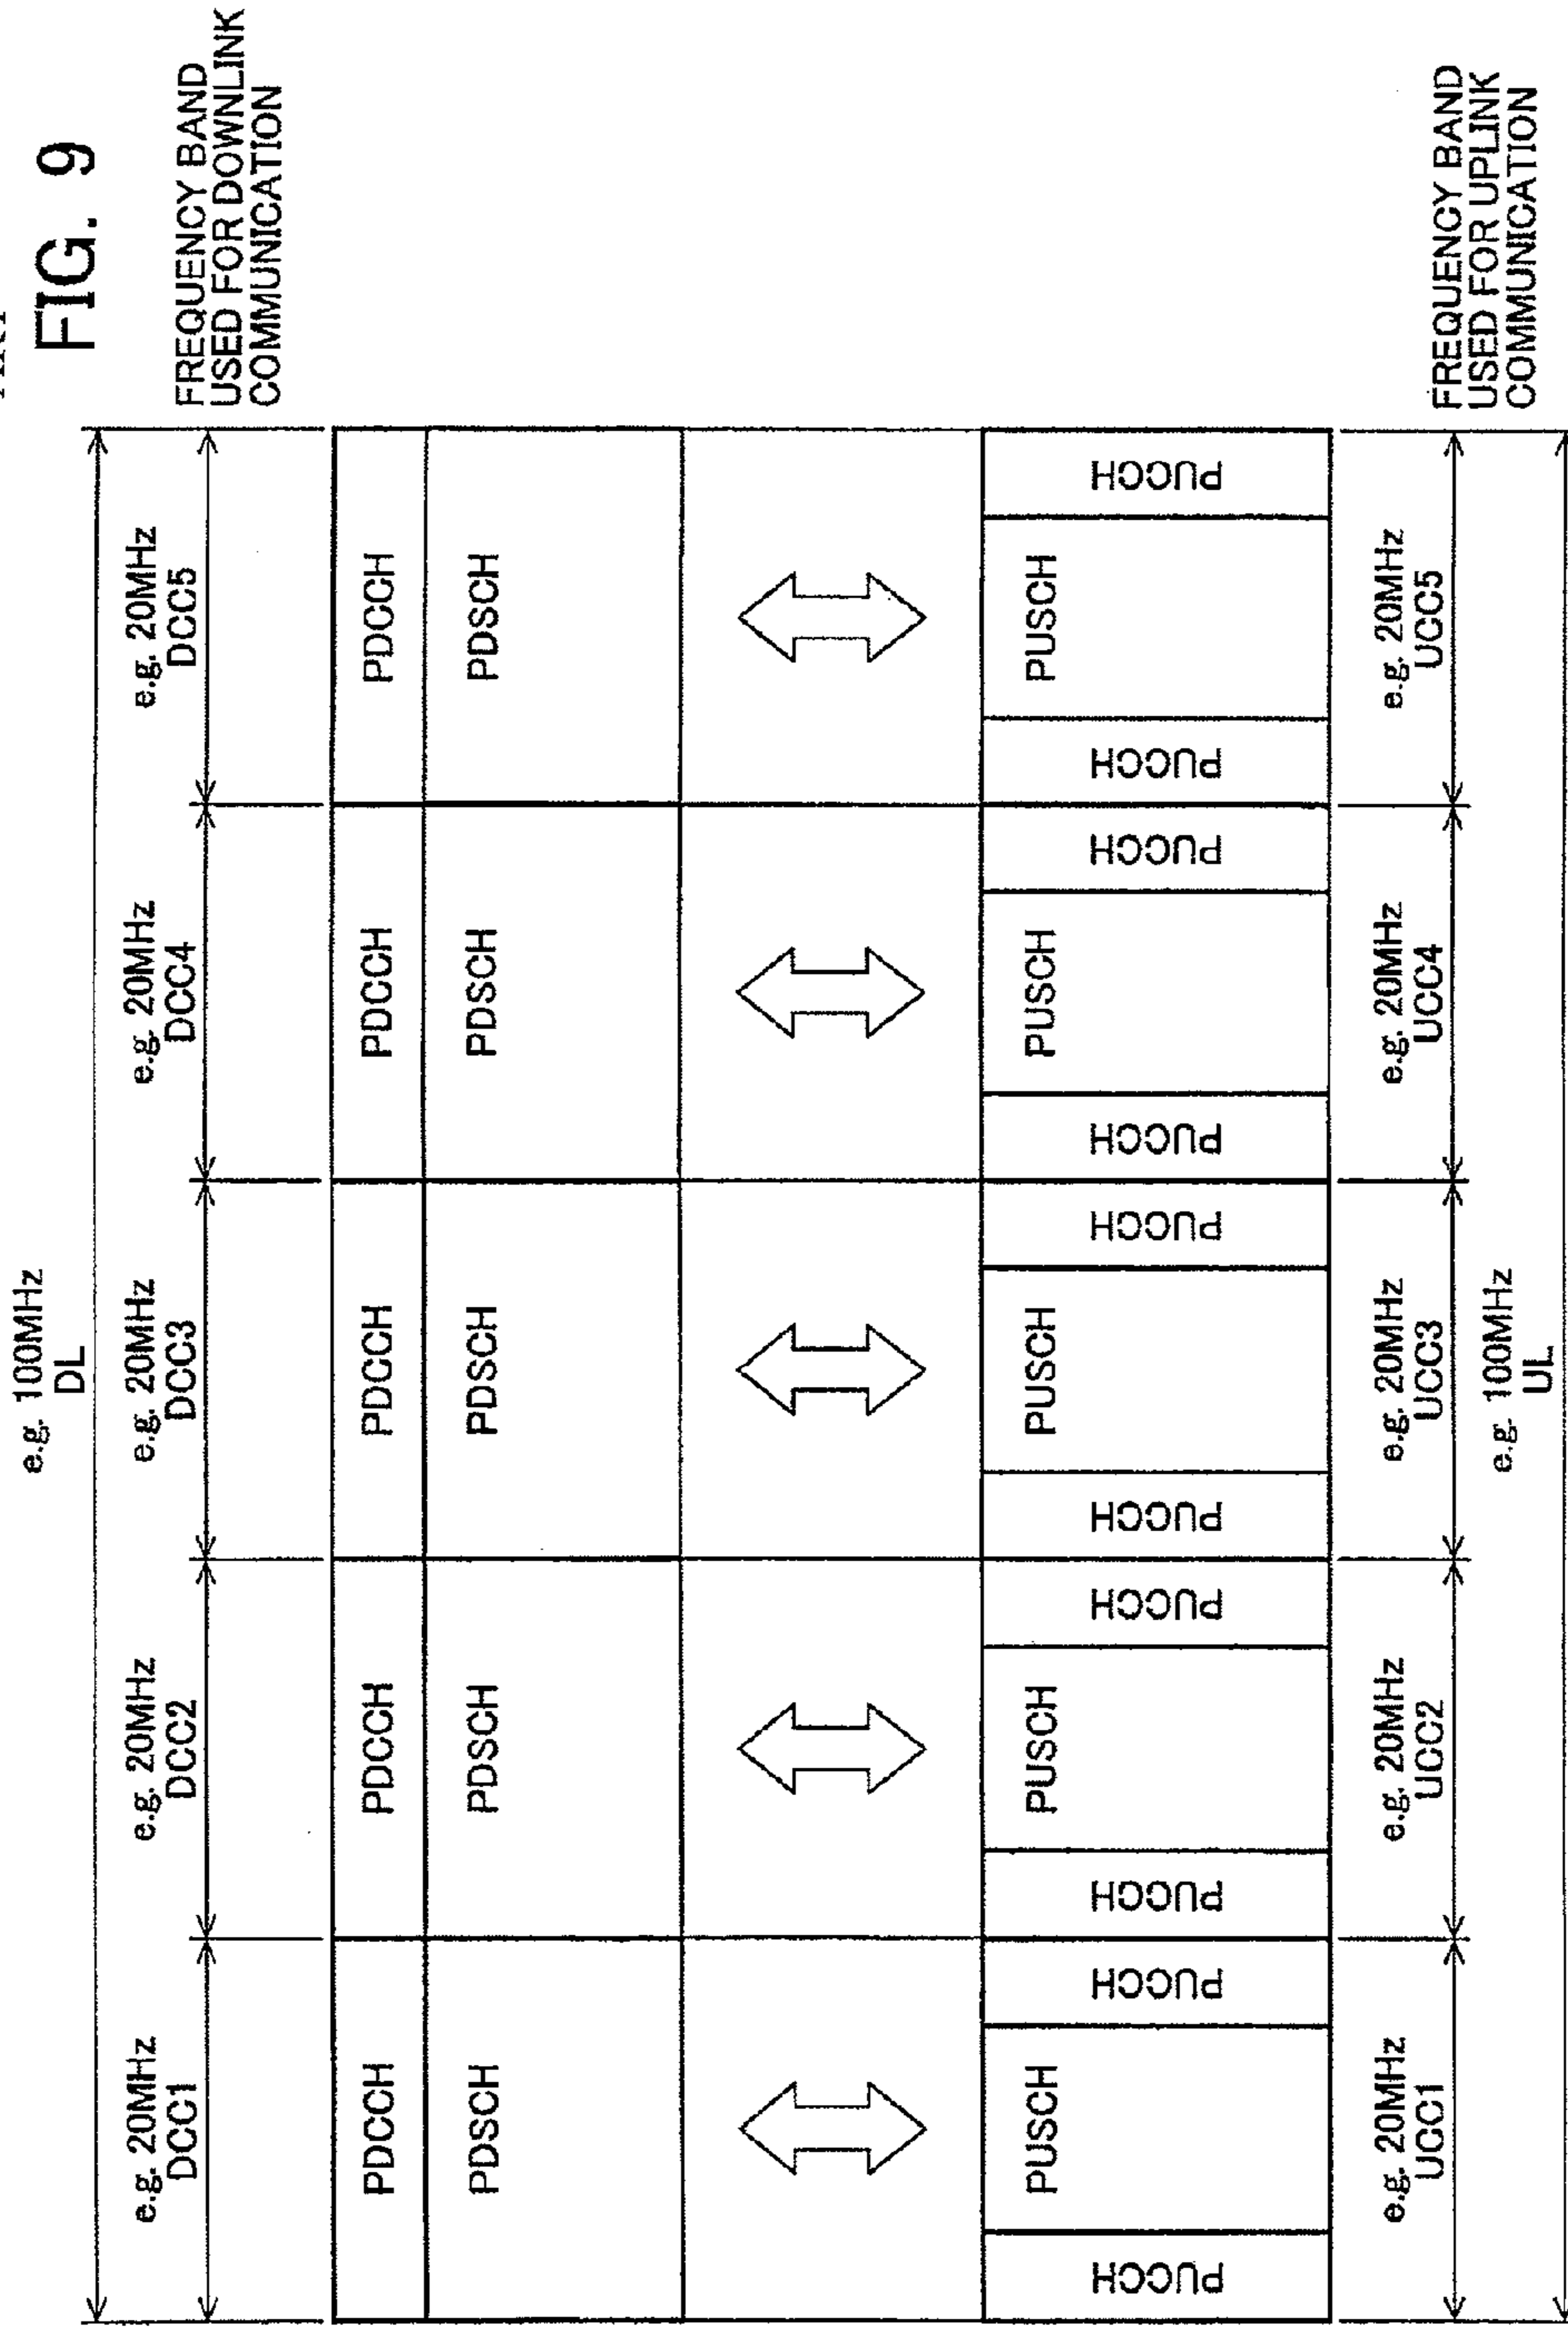 FIG. 9
e.g. 100MHz
DL
FREQUENCY BAND
USED FOR DOWNLINK
COMMUNICATION
e.g. 20MHz
DCC1
e.g. 20MHz
DCC2
e.g. 20MHz
DCC3
e.g. 20MHz
DCC4
e.g. 20MHz
DCC5
PDCCH
PDCCH
PDCCH
PDCCH
PDCCH
PDSCH
PDSCH
PDSCH
PDSCH
PDSCH
PUCCH
PUSCH
PUCCH
PUCCH
PUSCH
PUCCH
PUCCH
PUSCH
PUCCH
PUCCH
PUSCH
PUCCH
PUCCH
PUSCH
PUCCH
e.g. 20MHz
UCC1
e.g. 20MHz
UCC2
e.g. 20MHz
UCC3
e.g. 20MHz
UCC4
e.g. 20MHz
UCC5
FREQUENCY BAND
USED FOR UPLINK
COMMUNICATION
e.g. 100MHz
UL